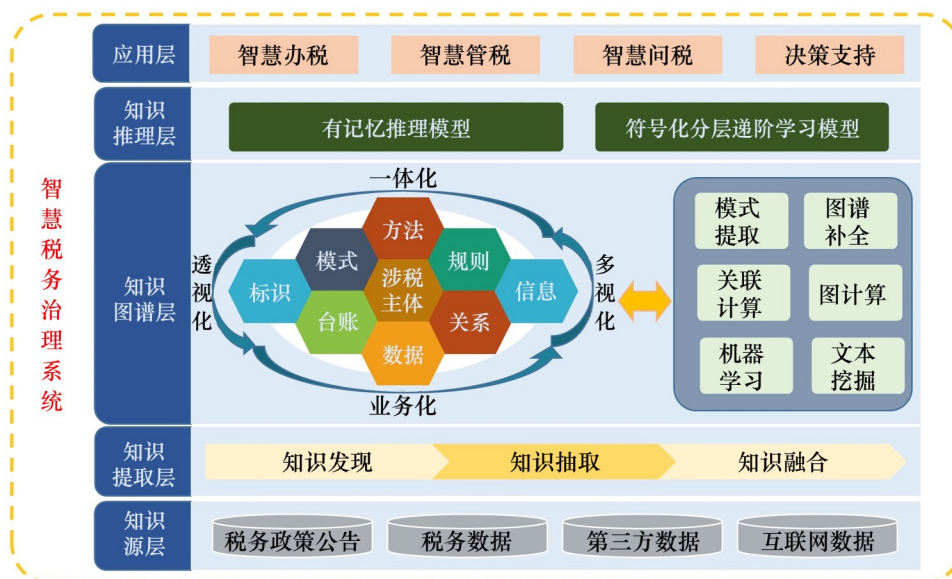 智慧税务治理系统
应用层
智慧办税
智慧管税
智慧问税
决策支持
知识
推理层
有记忆推理模型
符号化分层递阶学习模型
知识
图谱层
一体化
透视化
多视化
业务化
方法
模式
规则
标识
涉税
主体
信息
台账
关系
数据
模式
提取
图谱
补全
关联
计算
图计算
机器
学习
文本
挖掘
知识
提取层
知识发现
知识抽取
知识融合
知识
源层
税务政策公告
税务数据
第三方数据
互联网数据